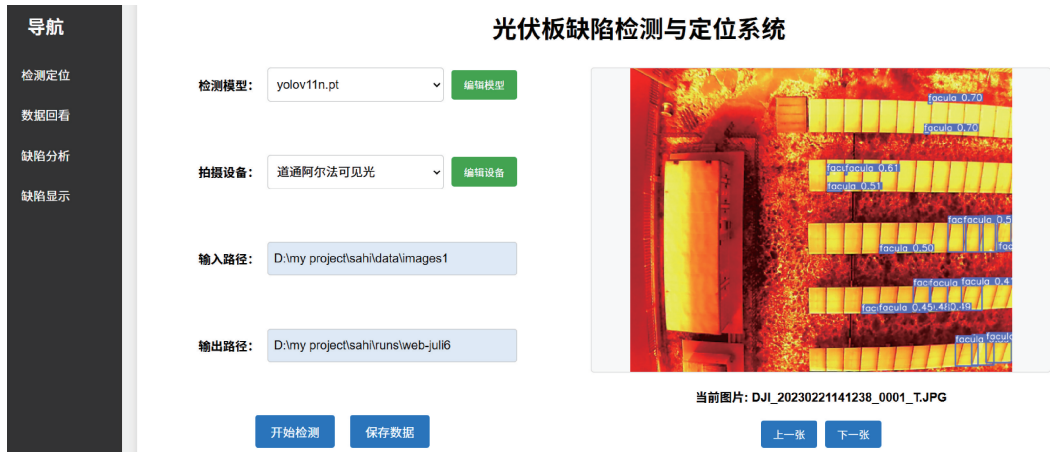 导航
检测定位
数据回看
缺陷分析
缺陷显示
光伏板缺陷检测与定位系统
检测模型:
yolov11n.pt
编辑模型
拍摄设备:
道通阿尔法可见光
编辑设备
输入路径:
D:\my project\sahi\data\images1
输出路径:
D:\my project\sahi\runs\web-juli6
开始检测
保存数据
facula 0.70
facula 0.70
facula 0.61
facula 0.51
facula 0.50
当前图片: DJI_20230221141238_0001_T.JPG
上一张
下一张